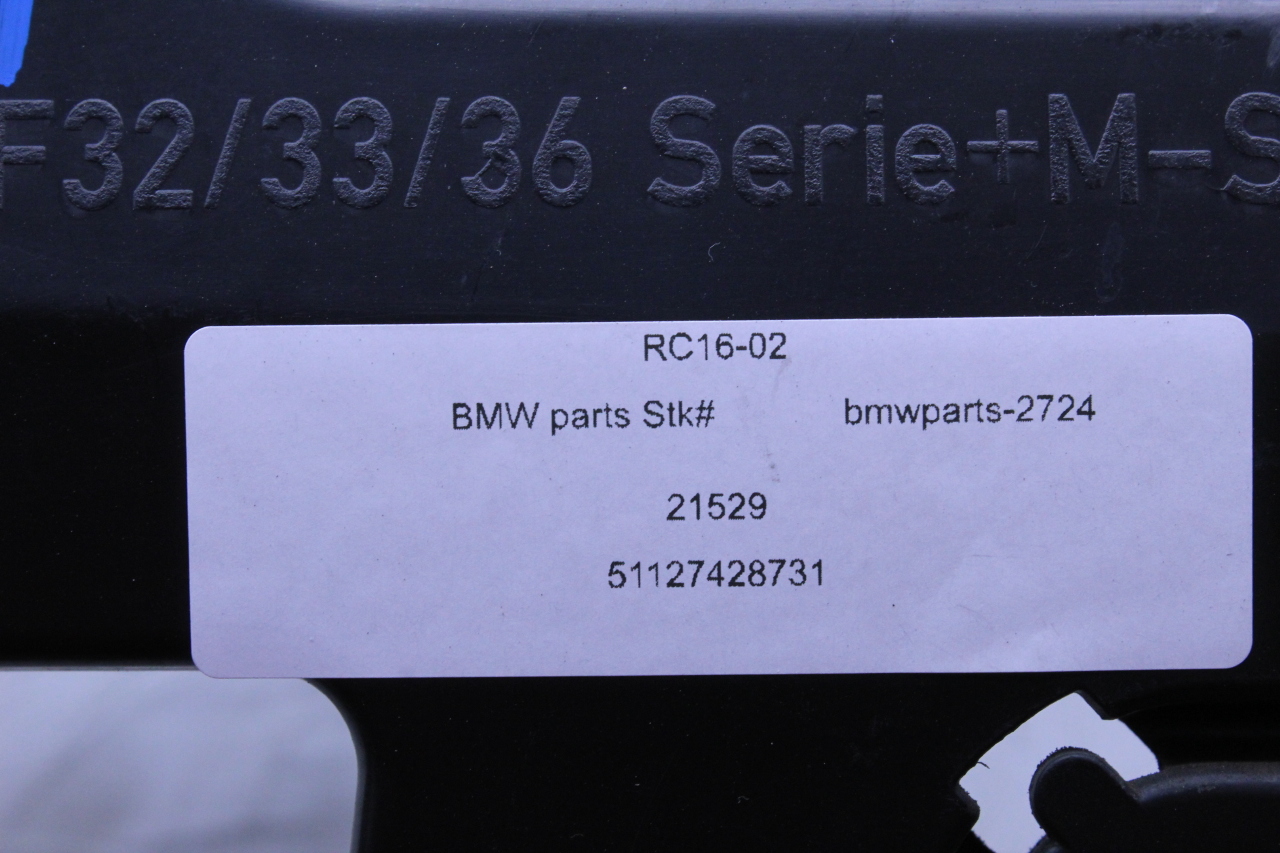 F32/33/36 Serie+M-S
RC16-02
BMW parts Stk# bmwparts-2724
21529
51127428731